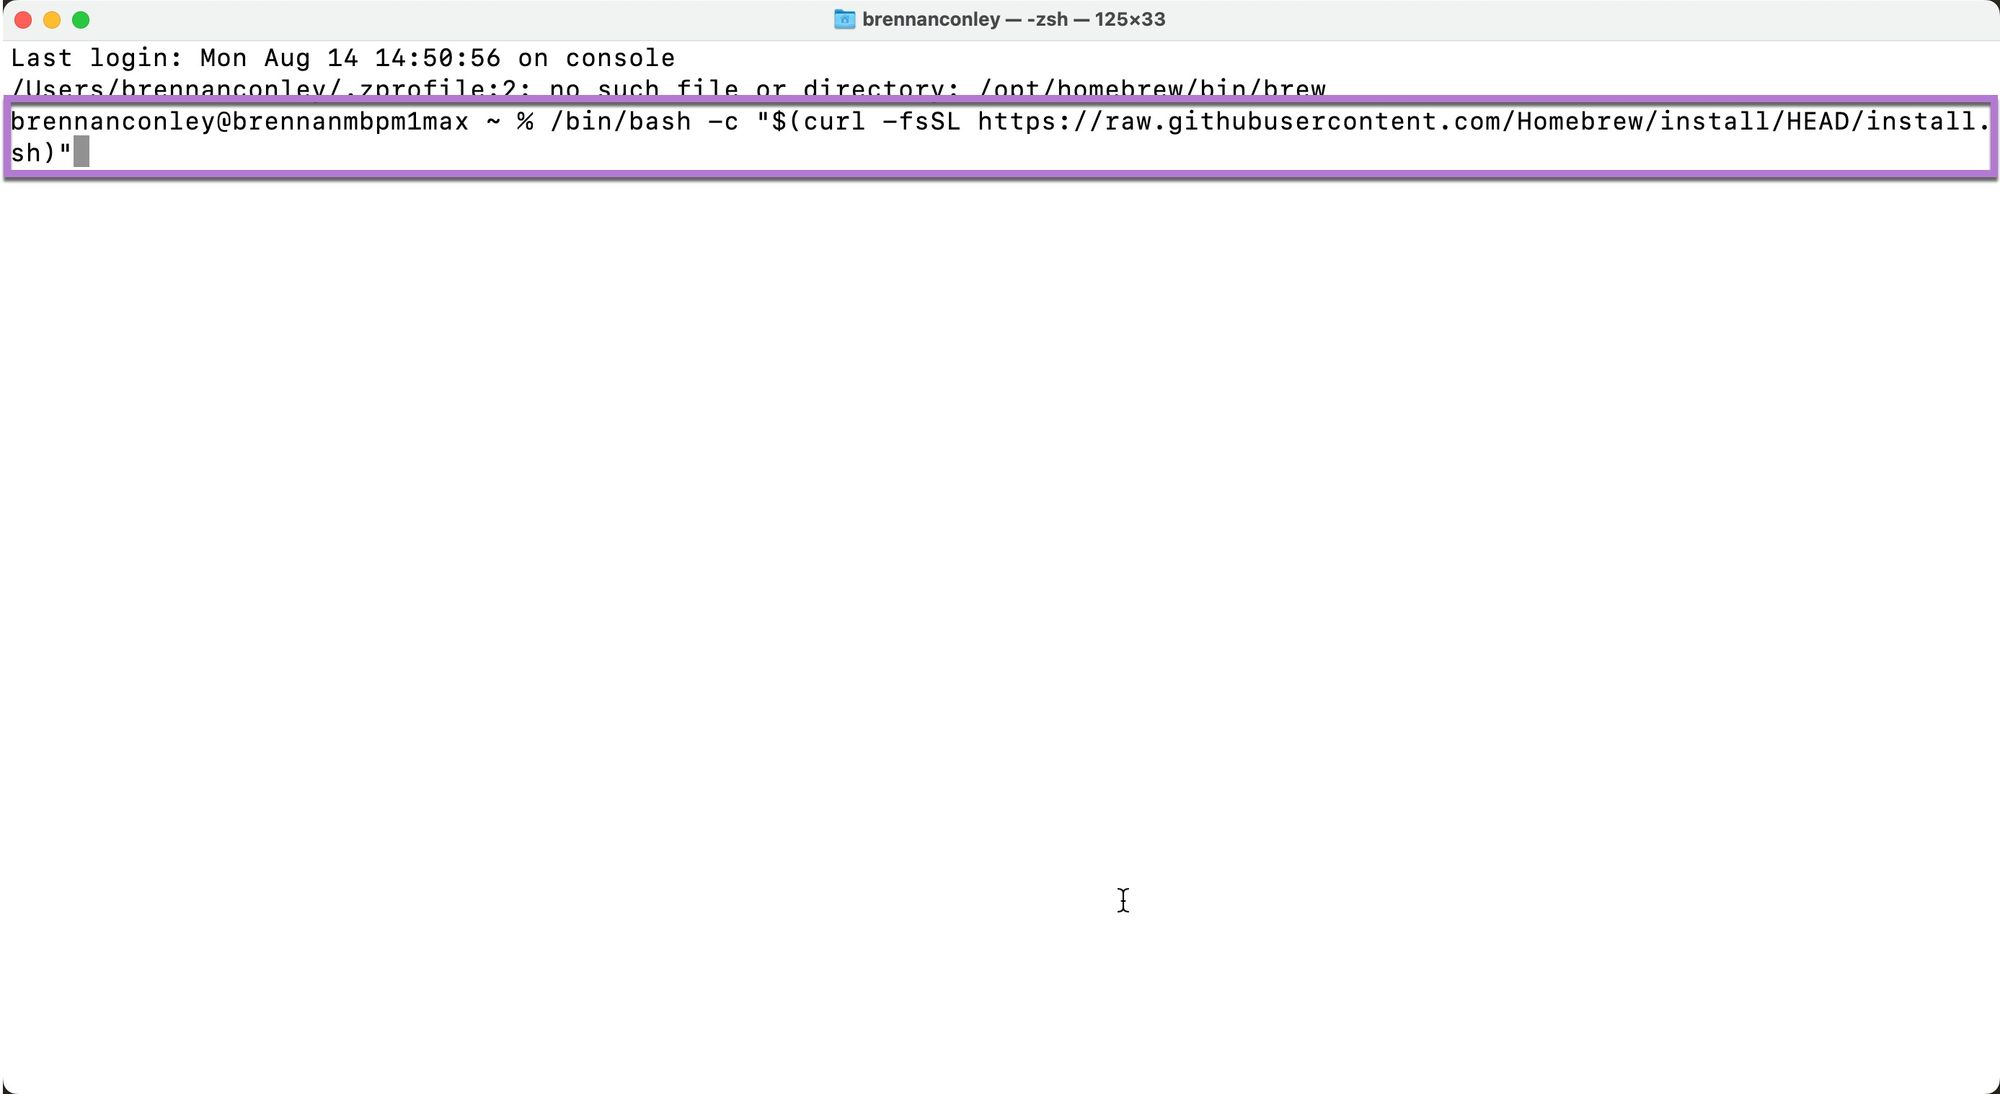 brennanconley — -zsh — 125×33
Last login: Mon Aug 14 14:50:56 on console
/Users/brennanconley/.zprofile:2: no such file or directory: /opt/homebrew/bin/brew
brennanconley@brennanmbpm1max ~ % /bin/bash -c "$(curl -fsSL https://raw.githubusercontent.com/Homebrew/install/HEAD/install.
sh)"